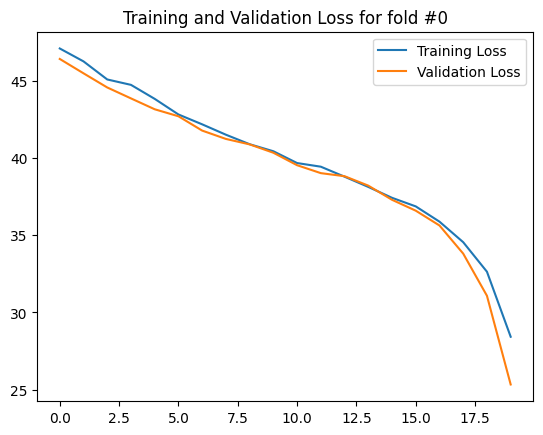 Training and Validation Loss for fold #0
Training Loss
Validation Loss
45
40
35
30
25
0.0 2.5 5.0 7.5 10.0 12.5 15.0 17.5